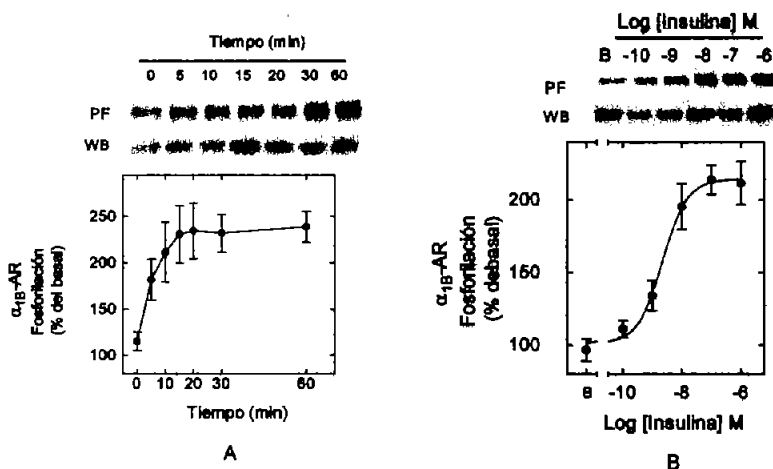 Tiempo (min)
0 5 10 15 20 30 60
PF
WB
250
200
150
100
α1B-AR
Fosforilación
(% del basal)
0 10 20 30 60
Tiempo (min)
A
Log [Insulina] M
B -10 -9 -8 -7 -6
PF
WB
200
150
100
α1B-AR
Fosforilación
(% debasal)
B -10 -8 -6
Log [Insulina] M
B